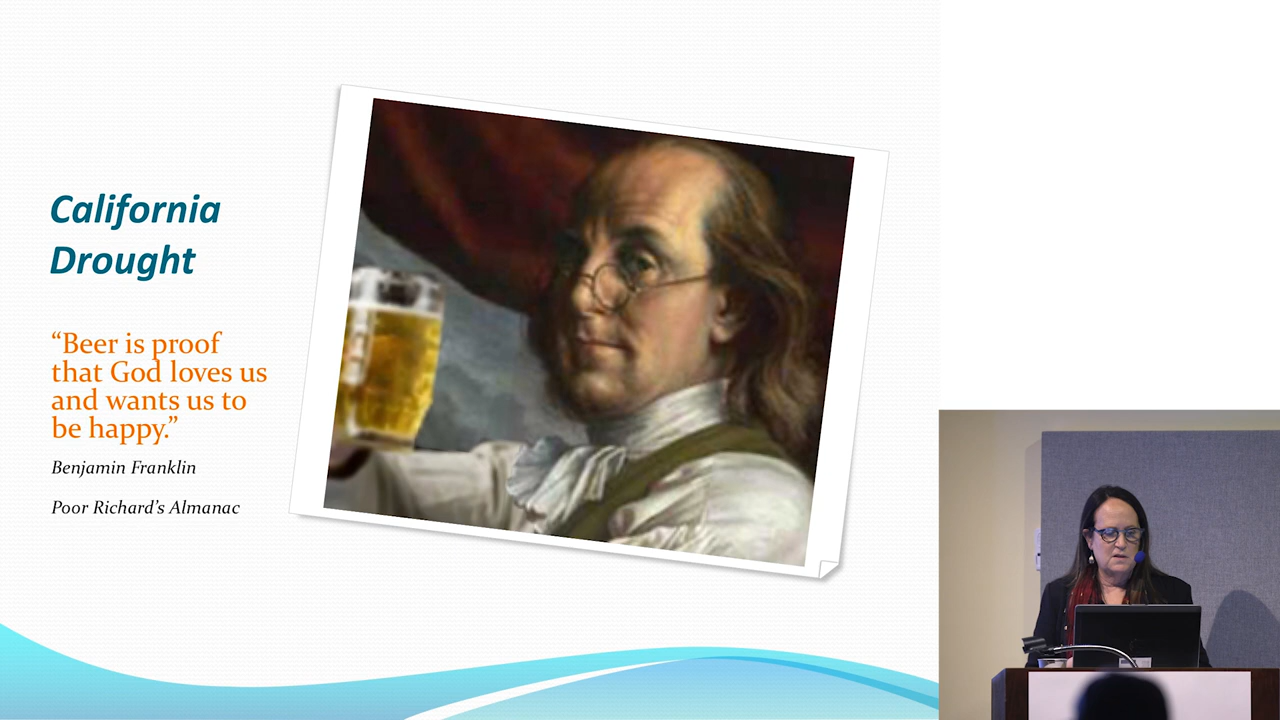 California
Drought
“Beer is proof
that God loves us
and wants us to
be happy.”
Benjamin Franklin
Poor Richard’s Almanac